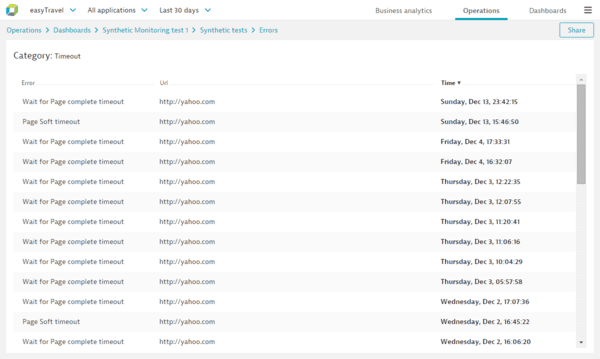 easyTravel All applications Last 30 days Business analytics Operations Dashboards
Operations Dashboards Synthetic Monitoring test 1 Synthetic tests Errors Share
Category: Timeout
Error Url Time
Wait for Page complete timeout http://yahoo.com Sunday, Dec 13, 23:42:15
Page Soft timeout http://yahoo.com Sunday, Dec 13, 15:46:50
Wait for Page complete timeout http://yahoo.com Friday, Dec 4, 17:33:31
Wait for Page complete timeout http://yahoo.com Friday, Dec 4, 16:32:07
Wait for Page complete timeout http://yahoo.com Thursday, Dec 3, 12:22:35
Wait for Page complete timeout http://yahoo.com Thursday, Dec 3, 12:07:55
Wait for Page complete timeout http://yahoo.com Thursday, Dec 3, 11:20:41
Wait for Page complete timeout http://yahoo.com Thursday, Dec 3, 11:06:16
Wait for Page complete timeout http://yahoo.com Thursday, Dec 3, 10:04:29
Wait for Page complete timeout http://yahoo.com Thursday, Dec 3, 05:57:58
Wait for Page complete timeout http://yahoo.com Wednesday, Dec 2, 17:07:36
Page Soft timeout http://yahoo.com Wednesday, Dec 2, 16:45:22
Wait for Page complete timeout http://yahoo.com Wednesday, Dec 2, 16:06:20